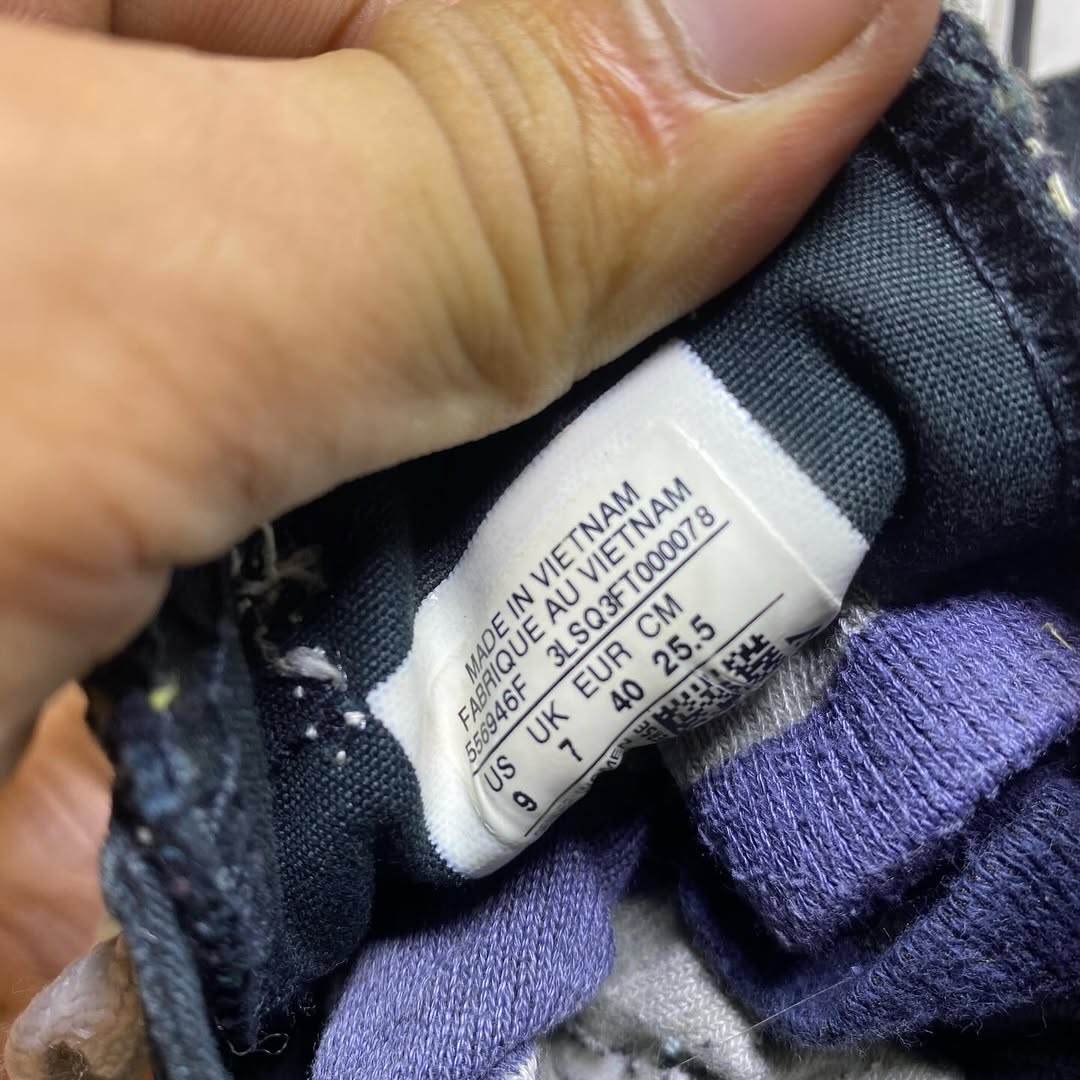 MADE IN VIETNAM
FABRIQUE AU VIETNAM
556946F 3LSQ3FT000078
US UK EUR CM
9 7 40 25.5